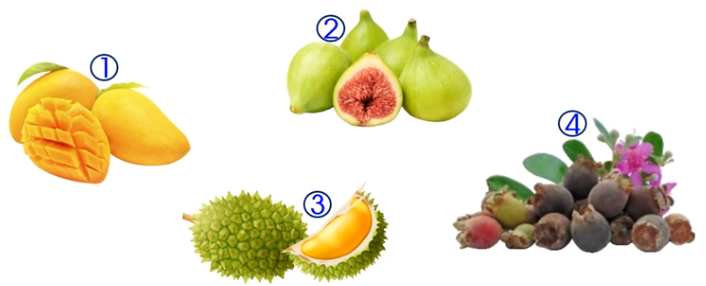 ①
②
③
④